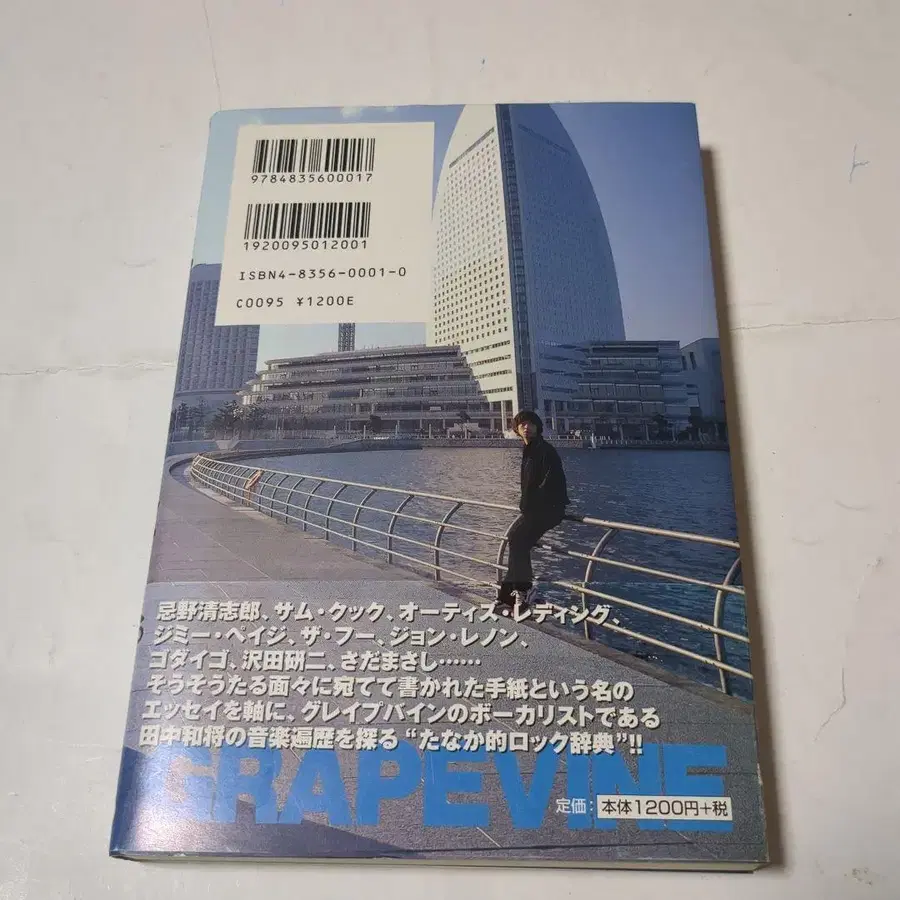 9784835600017
1920095012001
ISBN4-8356-0001-0
C0095 ¥1200E
忌野清志郎、サム・クック、オーティス・レディング、
ジミー・ペイジ、ザ・フー、ジョン・レノン、
ゴダイゴ、沢田研二、さだまさし……
そうそうたる面々に宛てて書かれた手紙という名の
エッセイを軸に、グレイプバインのボーカリストである
田中和将の音楽遍歴を探る“たなか的ロック辞典”!!
GRAPEVINE
定価：本体1200円+税